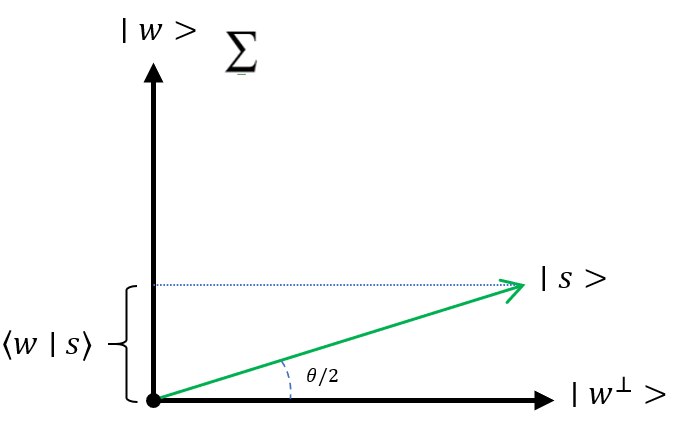 | w >
∑
| s >
⟨w | s⟩
θ/2
| w⊥ >